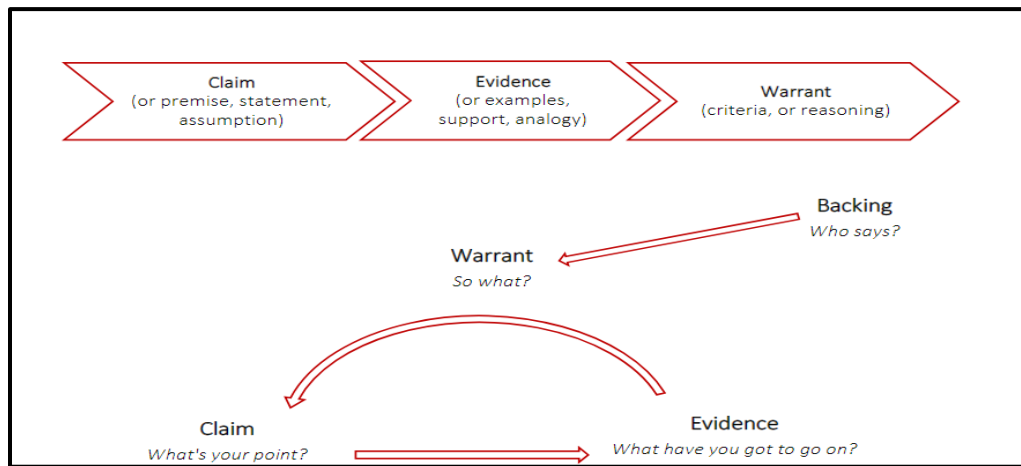 Claim
(or premise, statement,
assumption)
Evidence
(or examples,
support, analogy)
Warrant
(criteria, or reasoning)
Backing
Who says?
Warrant
So what?
Claim
What's your point?
Evidence
What have you got to go on?